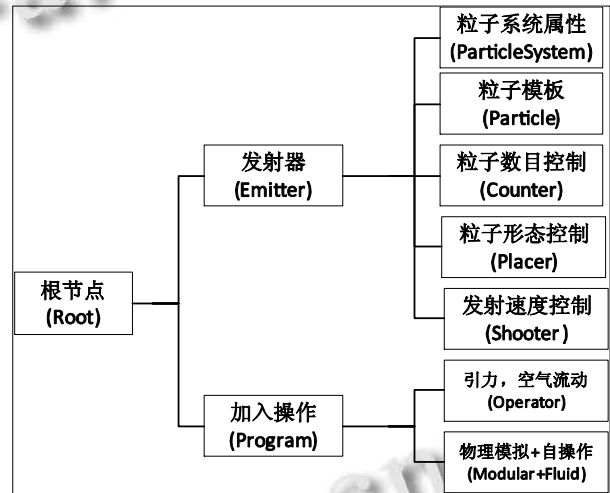 粒子系统属性
(ParticleSystem)
粒子模板
(Particle)
发射器
(Emitter)
粒子数目控制
(Counter)
粒子形态控制
(Placer)
根节点
(Root)
发射速度控制
(Shooter)
引力，空气流动
(Operator)
加入操作
(Program)
物理模拟+自操作
(Modular+Fluid)